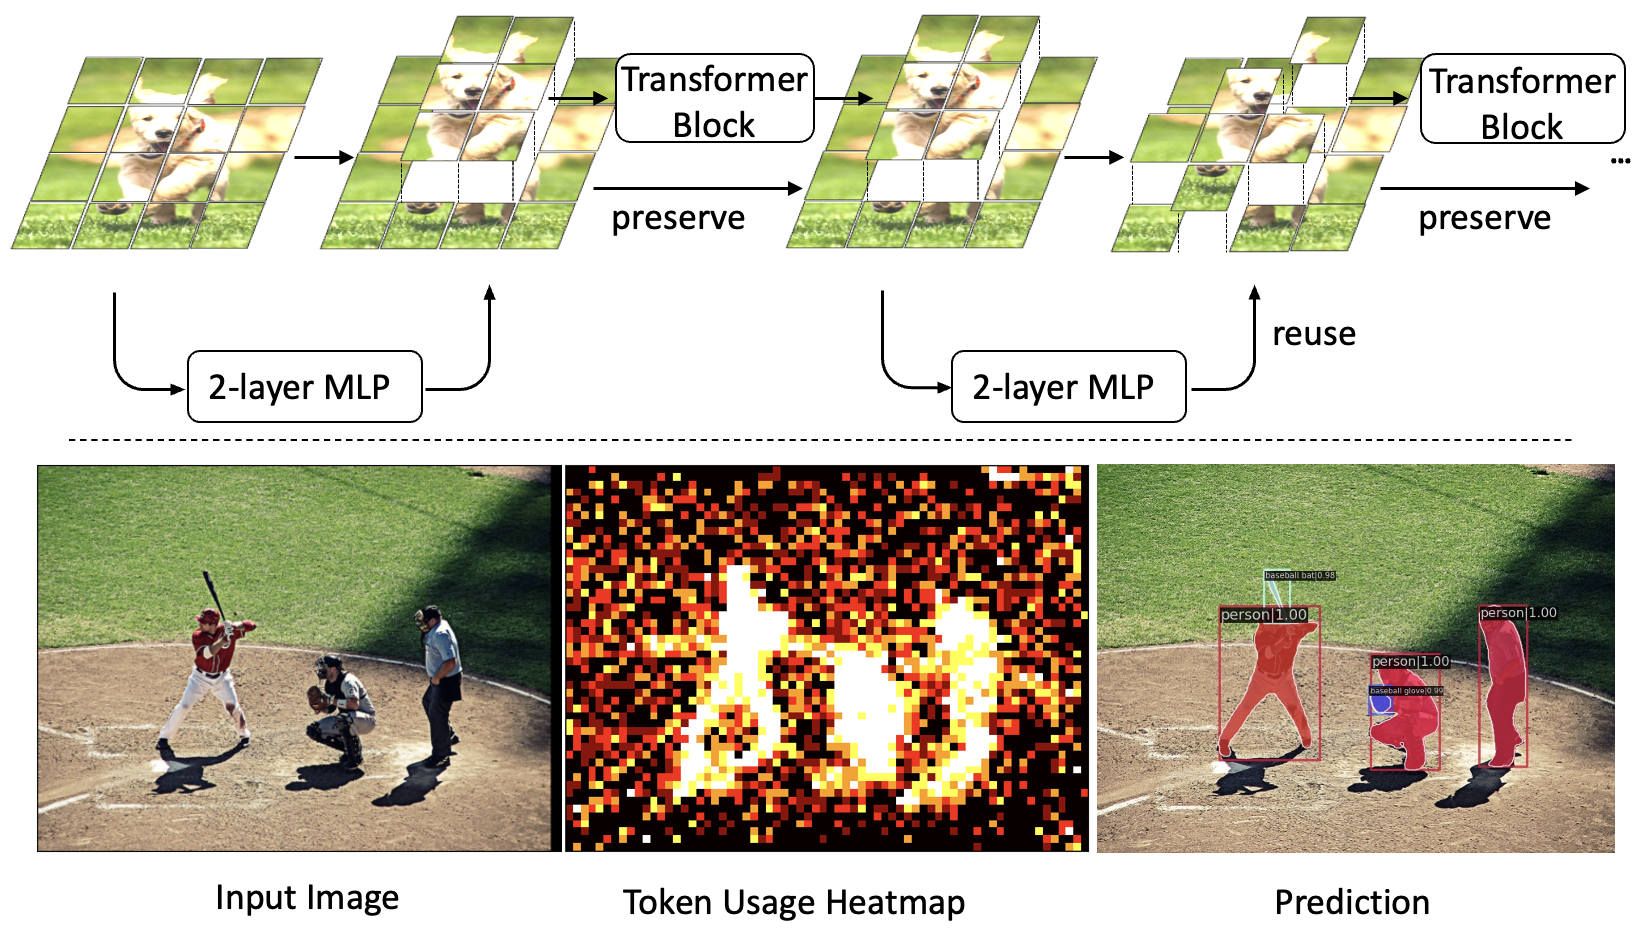 Transformer
Block
Transformer
Block
...
preserve
preserve
reuse
2-layer MLP
2-layer MLP
baseball bat|0.98
person|1.00
person|1.00
person|1.00
baseball glove|0.99
Input Image
Token Usage Heatmap
Prediction